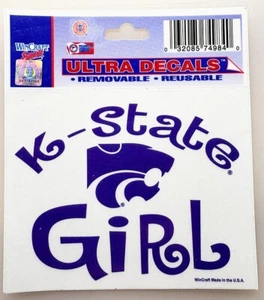 WinCraft
0 32085 74984 0
ULTRA DECALS
• REMOVABLE • REUSABLE
K-STATE
GiRL
WinCraft Made in the U.S.A.